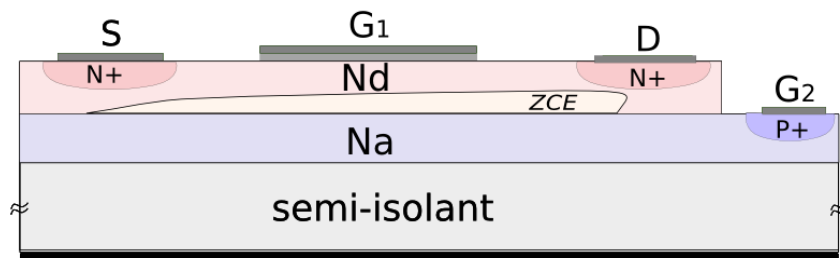 S
G1
D
N+
Nd
N+
G2
ZCE
P+
Na
semi-isolant